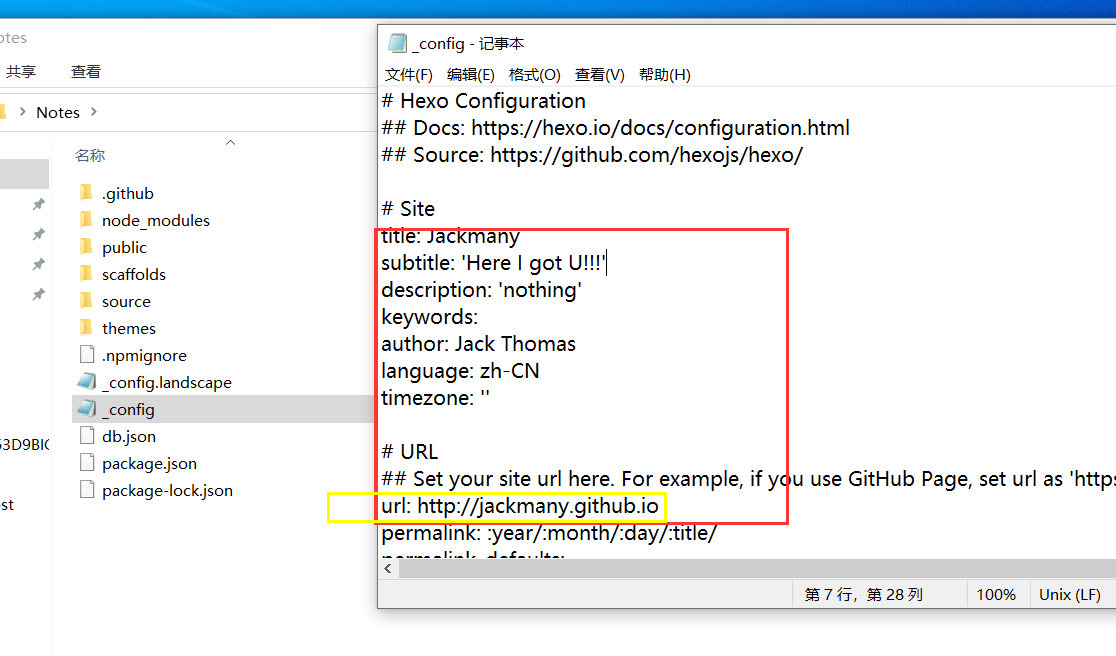 otes
共享 查看
Notes
名称
.github
node_modules
public
scaffolds
source
themes
.npmignore
_config.landscape
_config
db.json
package.json
package-lock.json
st
_config - 记事本
文件(F) 编辑(E) 格式(O) 查看(V) 帮助(H)
# Hexo Configuration
## Docs: https://hexo.io/docs/configuration.html
## Source: https://github.com/hexojs/hexo/
# Site
title: Jackmany
subtitle: 'Here I got U!!!'
description: 'nothing'
keywords:
author: Jack Thomas
language: zh-CN
timezone: ''
# URL
## Set your site url here. For example, if you use GitHub Page, set url as 'https
url: http://jackmany.github.io
permalink: :year/:month/:day/:title/
permalink_defaults:
第 7 行，第 28 列 100% Unix (LF)